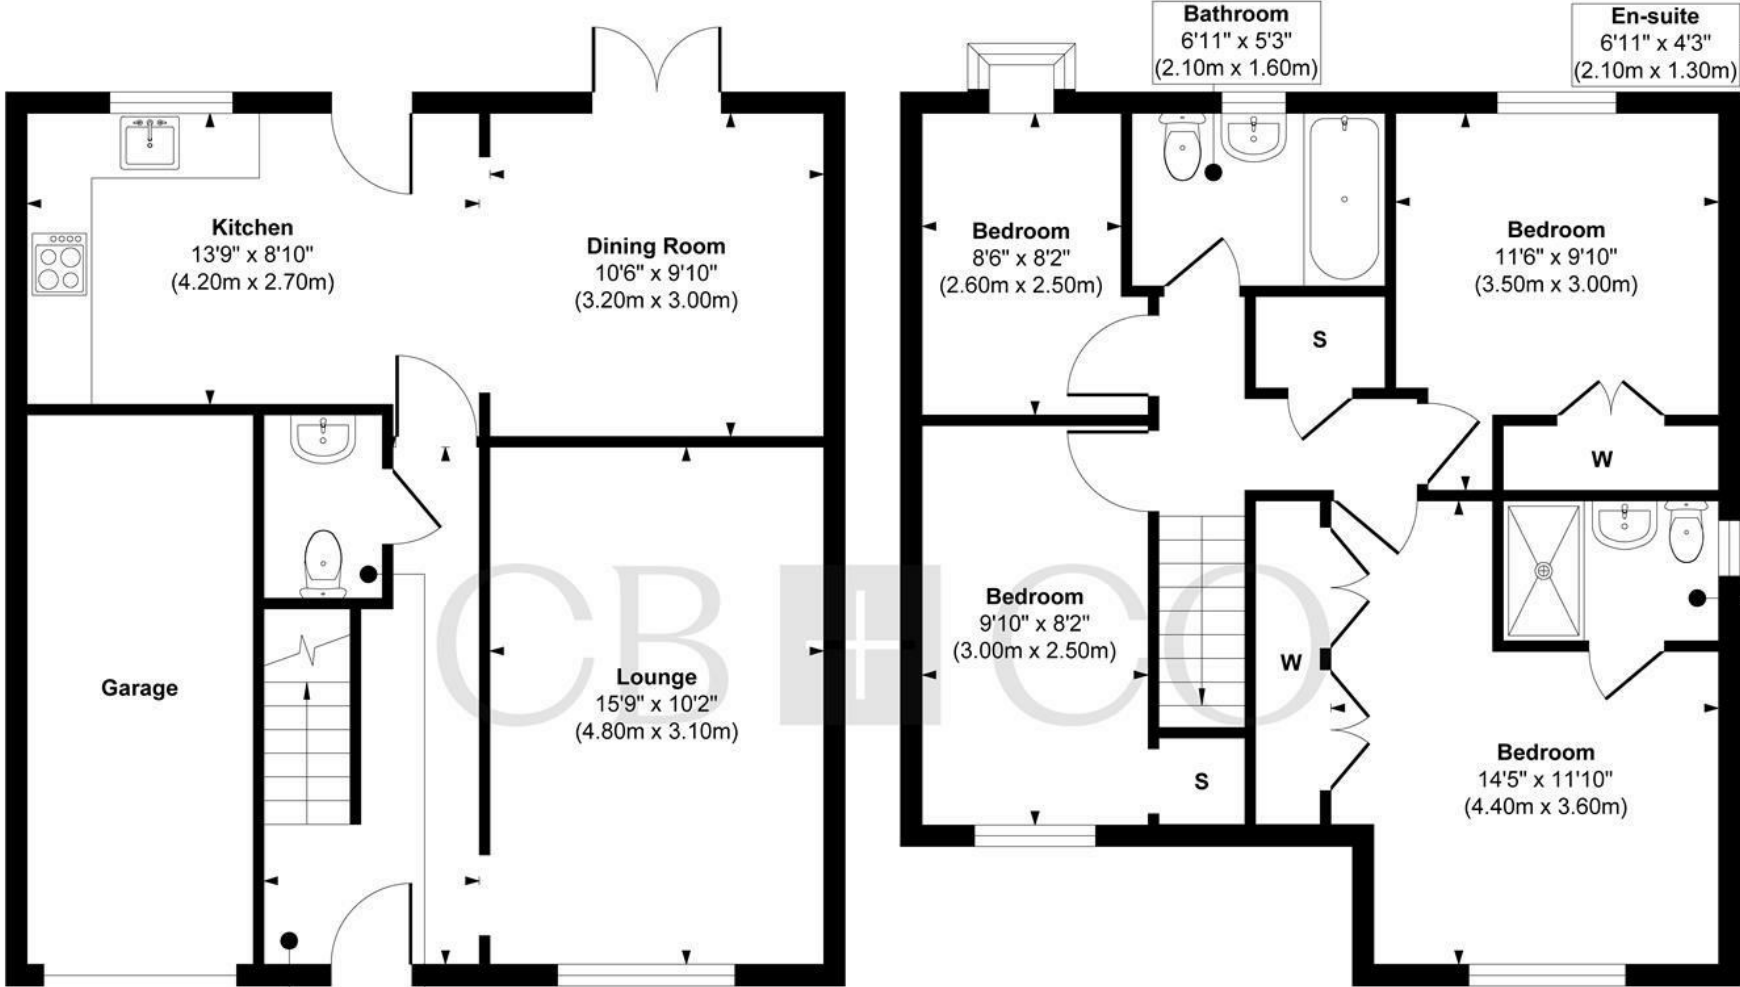 Kitchen
13'9" x 8'10"
(4.20m x 2.70m)
Dining Room
10'6" x 9'10"
(3.20m x 3.00m)
Garage
Lounge
15'9" x 10'2"
(4.80m x 3.10m)
Bathroom
6'11" x 5'3"
(2.10m x 1.60m)
En-suite
6'11" x 4'3"
(2.10m x 1.30m)
Bedroom
8'6" x 8'2"
(2.60m x 2.50m)
Bedroom
11'6" x 9'10"
(3.50m x 3.00m)
S
W
Bedroom
9'10" x 8'2"
(3.00m x 2.50m)
W
S
Bedroom
14'5" x 11'10"
(4.40m x 3.60m)
CB + CO